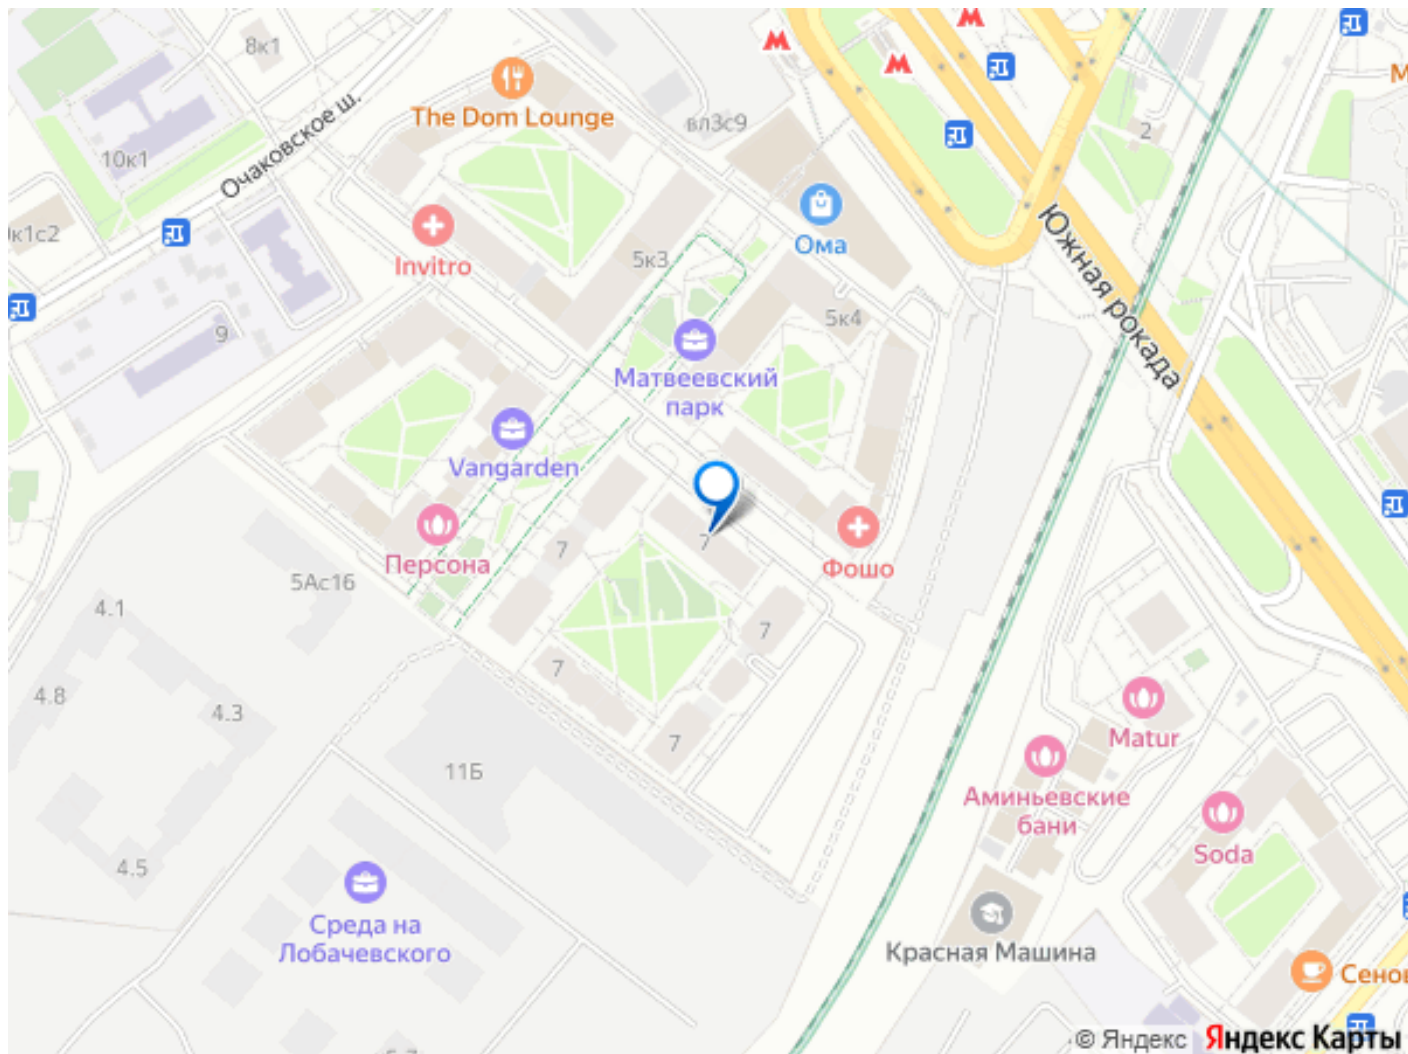 8к1
The Dom Lounge
вл3с9
2
10к1
Очаковское ш.
к1с2
Invitro
5к3
Ома
Южная рокада
9
5к4
Матвеевский
парк
Vangarden
7
7
Персона
Фошо
5Ас16
4.1
7
7
4.8
4.3
7
Matur
11Б
Аминьевские
бани
4.5
Soda
Среда на
Лобачевского
Красная Машина
Сенов
© Яндекс
Яндекс Карты